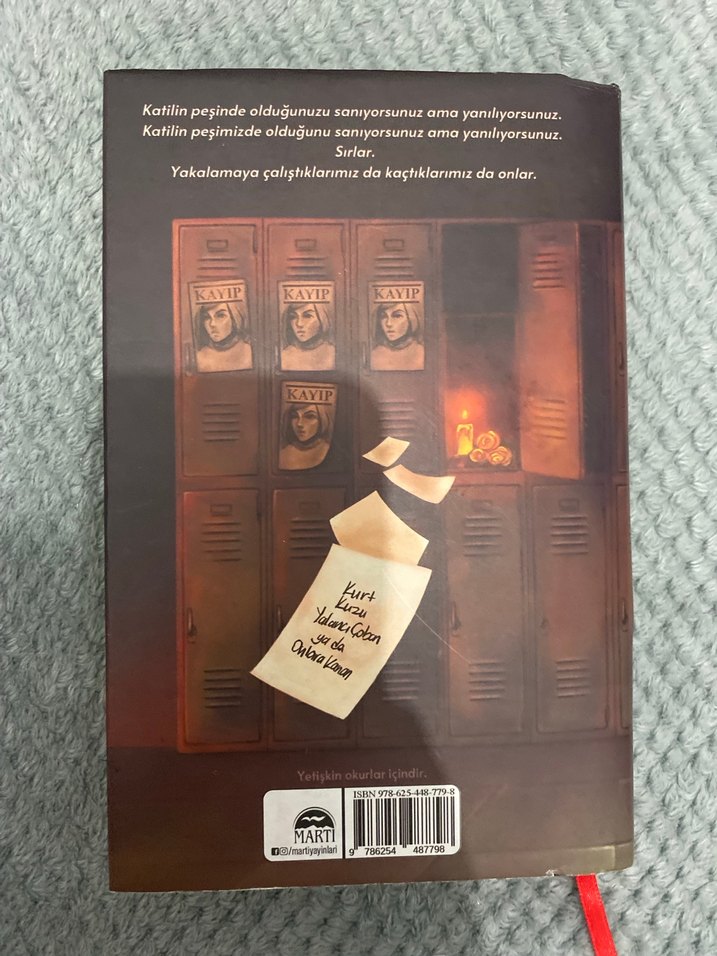 Katilin peşinde olduğunuzu sanıyorsunuz ama yanılıyorsunuz.
Katilin peşimizde olduğunu sanıyorsunuz ama yanılıyorsunuz.
Sırlar.
Yakalamaya çalıştıklarımız da kaçtıklarımız da onlar.
KAYIP
KAYIP
KAYIP
KAYIP
Kurt
Kuzu
Yalancı Çoban
ya da
Onlara Kanan
Yetişkin okurlar içindir.
ISBN 978-625-448-779-8
MARTI
/martiyayinlari
9 786254 487798